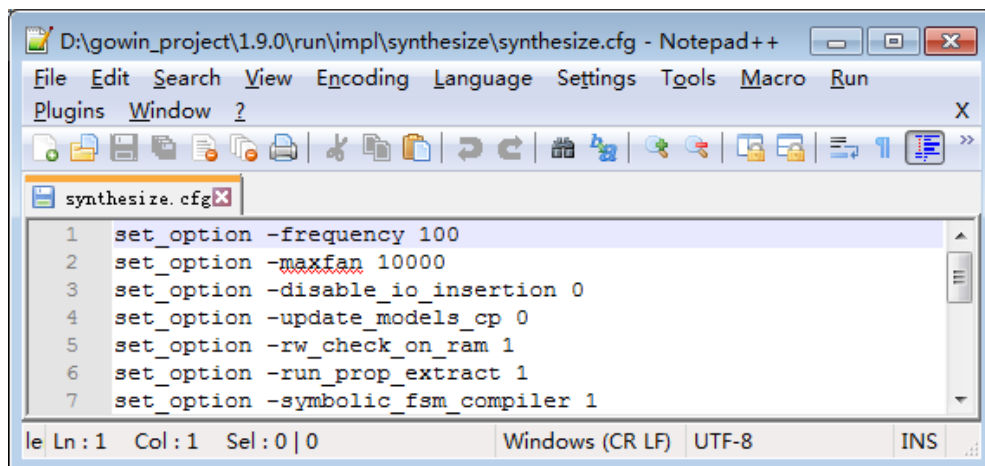 D:\gowin_project\1.9.0\run\impl\synthesize\synthesize.cfg - Notepad++
File Edit Search View Encoding Language Settings Tools Macro Run
Plugins Window ? X
synthesize.cfg
1 set_option -frequency 100
2 set_option -maxfan 10000
3 set_option -disable_io_insertion 0
4 set_option -update_models_cp 0
5 set_option -rw_check_on_ram 1
6 set_option -run_prop_extract 1
7 set_option -symbolic_fsm_compiler 1
le Ln : 1 Col : 1 Sel : 0 | 0 Windows (CR LF) UTF-8 INS